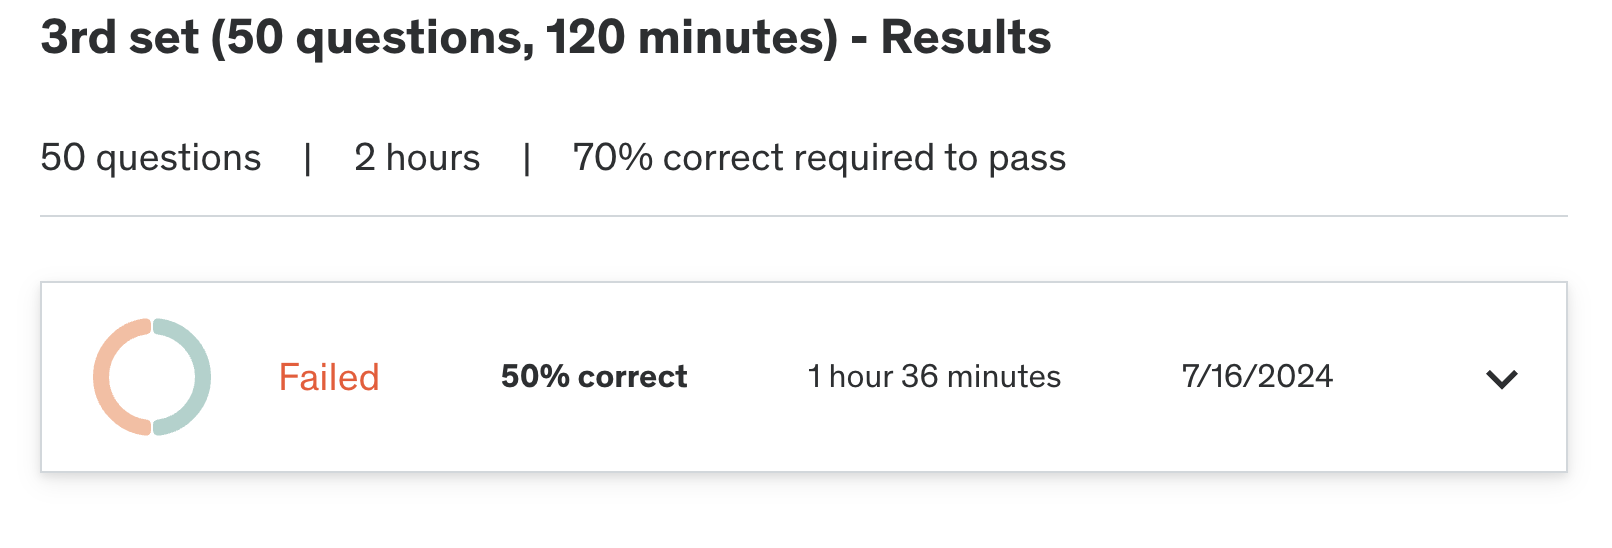 3rd set (50 questions, 120 minutes) - Results
50 questions | 2 hours | 70% correct required to pass
Failed 50% correct 1 hour 36 minutes 7/16/2024